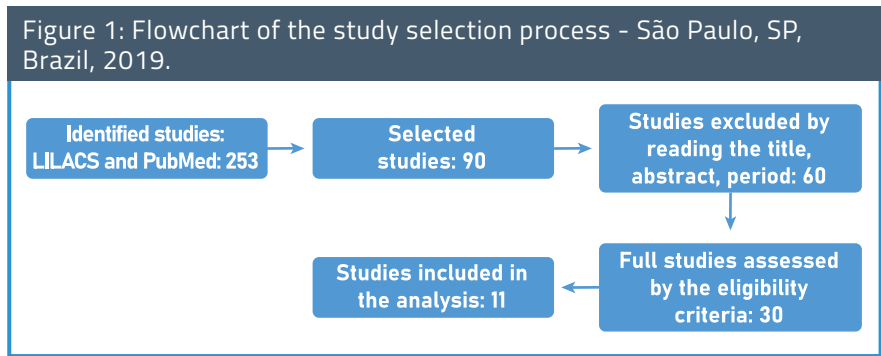 Figure 1: Flowchart of the study selection process - São Paulo, SP,
Brazil, 2019.
Identified studies:
LILACS and PubMed: 253
Selected
studies: 90
Studies excluded by
reading the title,
abstract, period: 60
Full studies assessed
by the eligibility
criteria: 30
Studies included in
the analysis: 11